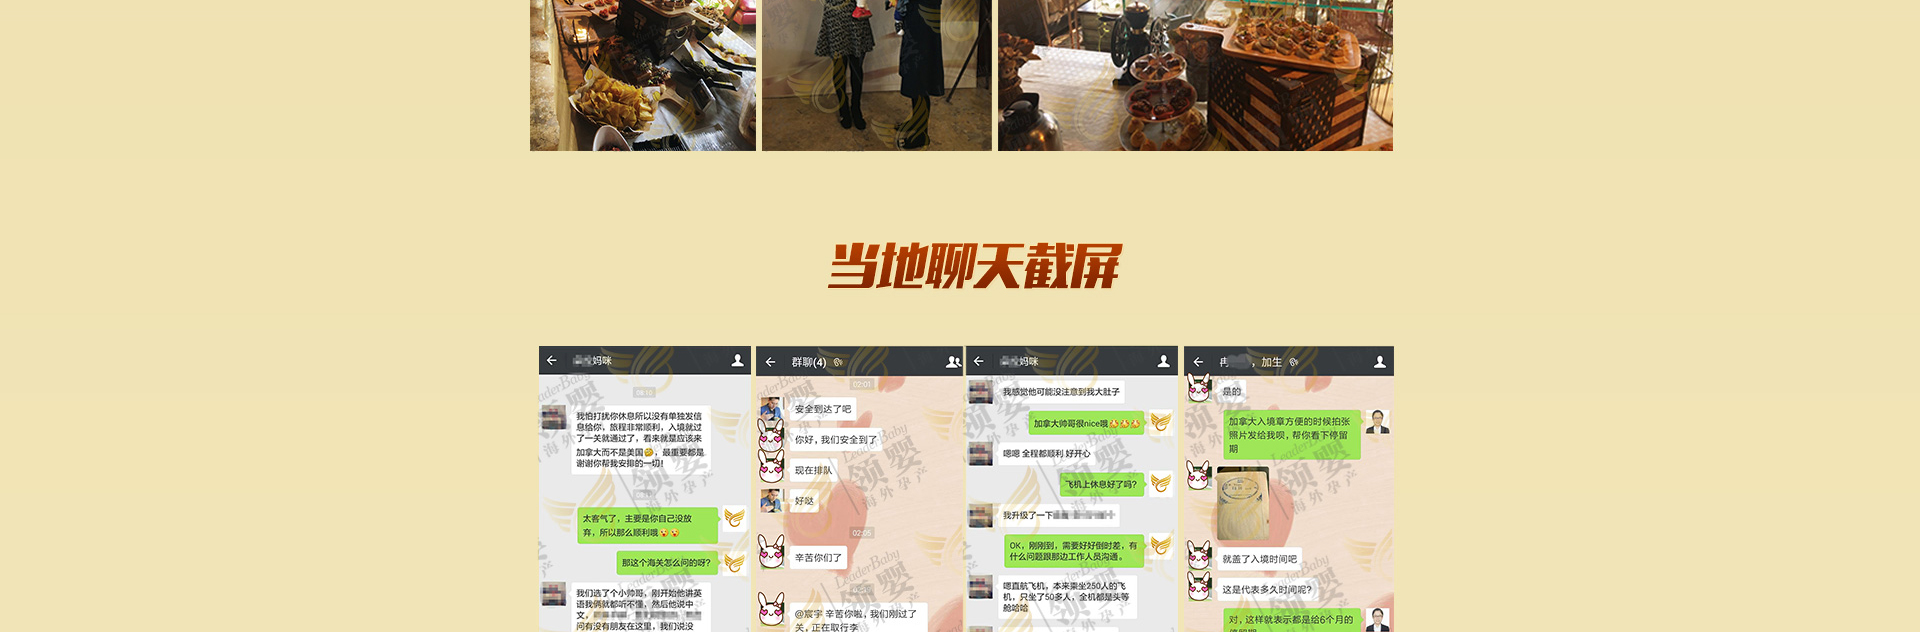 当地聊天截屏
妈咪
08:15
我怕打扰你休息所以没有单独发信
息给你，旅程非常顺利，入境就过
了一关就通过了，看来就是应该来
加拿大而不是美国，最重要都是
谢谢你帮我安排的一切！
太客气了，主要是你自己没放
弃，所以那么顺利哦
那这个海关怎么问的呀？
我们选了个小帅哥，刚开始他讲英
语我俩就都听不懂，然后他说中
文，
问有没有朋友在这里，我们说没
群聊(4)
02:01
安全到达了吧
你好，我们安全到了
现在排队
好哒
02:05
辛苦你们了
@宸宇 辛苦你啦，我们刚过了
关，正在取行李
妈咪
我感觉他可能没注意到我大肚子
加拿大帅哥很nice哦
嗯嗯 全程都顺利 好开心
飞机上休息好了吗？
我升级了一下
OK，刚刚到，需要好好倒时差，有
什么问题跟那边工作人员沟通。
嗯直航飞机，本来乘坐250人的飞
机，只坐了50多人，全机都是头等
舱哈哈
冉，加生
是的
加拿大入境章方便的时候拍张
照片发给我呗，帮你看下停留
期
就盖了入境时间吧
这是代表多久时间呢？
对，这样就表示都是给6个月的
停留期
LeaderBaby
领婴
海外孕产